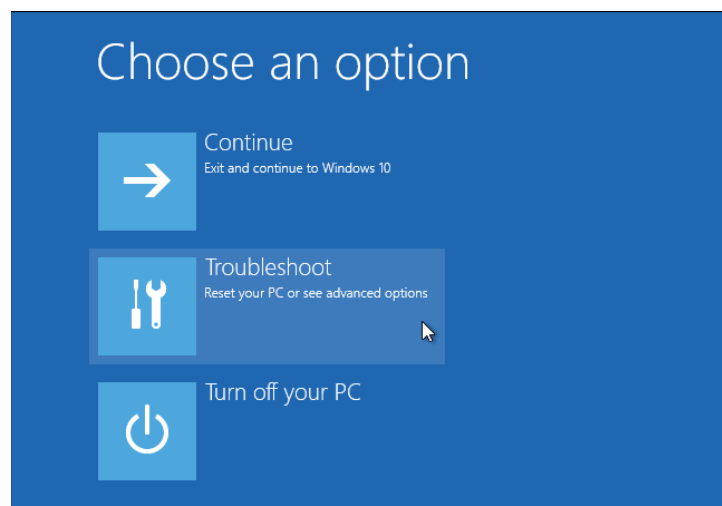 Choose an option
Continue
Exit and continue to Windows 10
Troubleshoot
Reset your PC or see advanced options
Turn off your PC